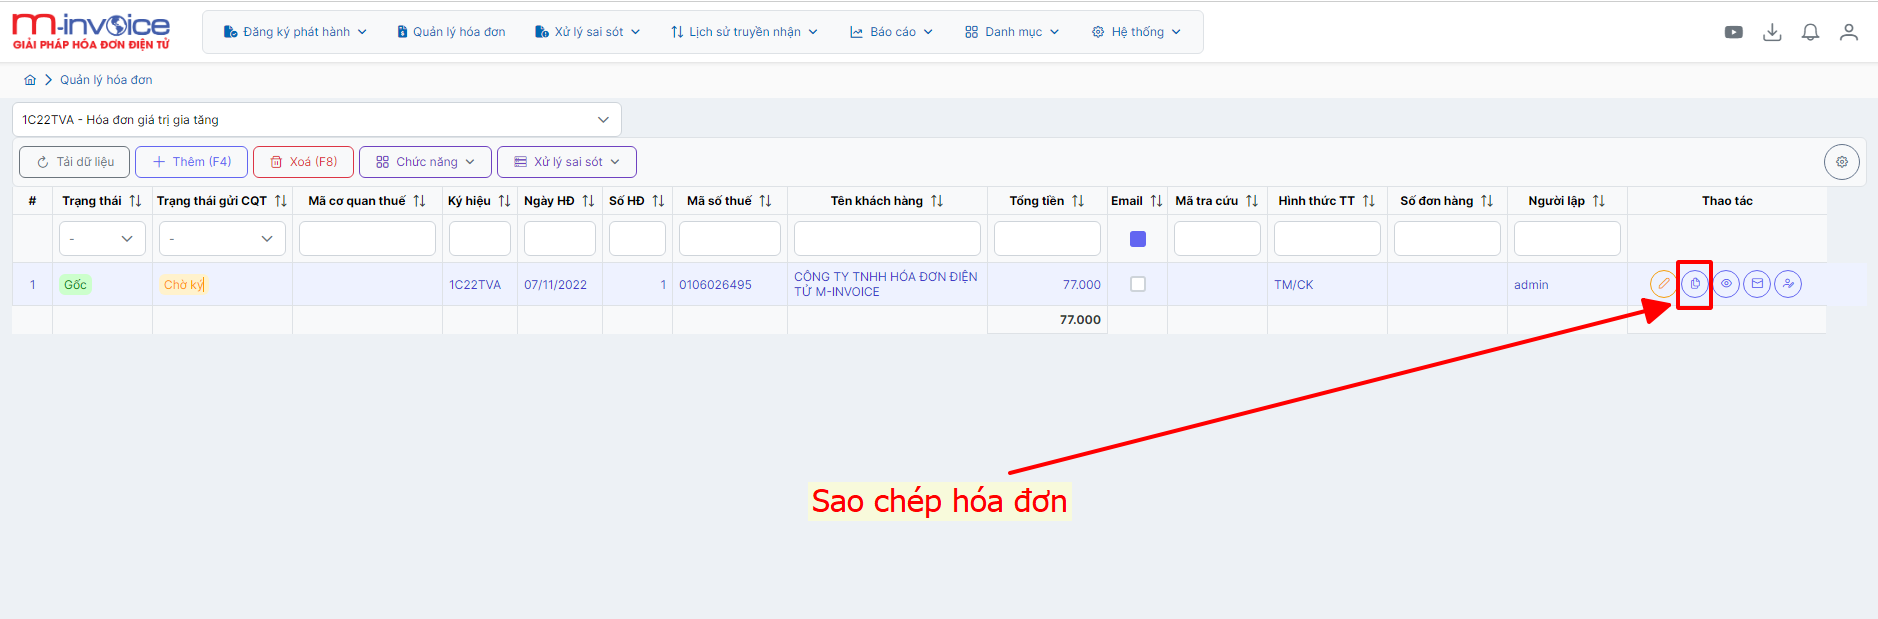 m-invoice
GIẢI PHÁP HÓA ĐƠN ĐIỆN TỬ
Đăng ký phát hành
Quản lý hóa đơn
Xử lý sai sót
Lịch sử truyền nhận
Báo cáo
Danh mục
Hệ thống
Quản lý hóa đơn
1C22TVA - Hóa đơn giá trị gia tăng
Tải dữ liệu
Thêm (F4)
Xoá (F8)
Chức năng
Xử lý sai sót
# Trạng thái Trạng thái gửi CQT Mã cơ quan thuế Ký hiệu Ngày HĐ Số HĐ Mã số thuế Tên khách hàng Tổng tiền Email Mã tra cứu Hình thức TT Số đơn hàng Người lập Thao tác
- -
1 Gốc Chờ ký 1C22TVA 07/11/2022 1 0106026495 CÔNG TY TNHH HÓA ĐƠN ĐIỆN 77.000 TM/CK admin
TỬ M-INVOICE
77.000
Sao chép hóa đơn